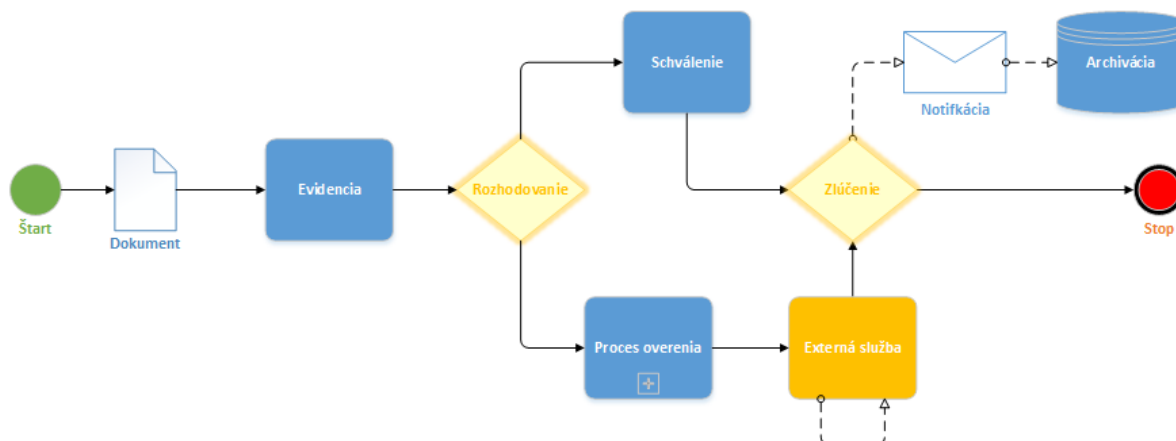 Schválenie
Archivácia
Notifkácia
Evidencia
Rozhodovanie
Zlúčenie
Štart
Dokument
Stop
Proces overenia
Externá služba